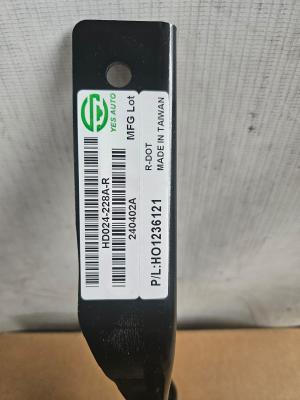 YES AUTO
HD024-228A-R
MFG Lot
240402A
R-DOT
MADE IN TAIWAN
P/L:HO1236121